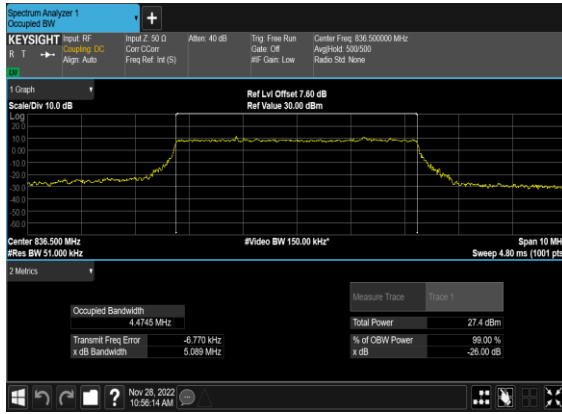 Spectrum Analyzer 1
Occupied BW
+
KEYSIGHT
R T
LXI
Input: RF
Coupling: DC
Align: Auto
Input Z: 50 Ω
Corr CCorr
Freq Ref: Int (S)
Atten: 40 dB
Trig: Free Run
Gate: Off
#IF Gain: Low
Center Freq: 836.500000 MHz
Avg|Hold: 500/500
Radio Std: None
1 Graph
Scale/Div 10.0 dB
Ref Lvl Offset 7.60 dB
Ref Value 30.00 dBm
Log
20.0
10.0
0.00
-10.0
-20.0
-30.0
-40.0
-50.0
-60.0
Center 836.500 MHz
#Res BW 51.000 kHz
#Video BW 150.00 kHz*
Span 10 MH
Sweep 4.80 ms (1001 pts
2 Metrics
Measure Trace
Trace 1
Occupied Bandwidth
4.4745 MHz
Total Power
27.4 dBm
Transmit Freq Error
-6.770 kHz
% of OBW Power
99.00 %
x dB Bandwidth
5.089 MHz
x dB
-26.00 dB
?
Nov 28, 2022
10:56:14 AM